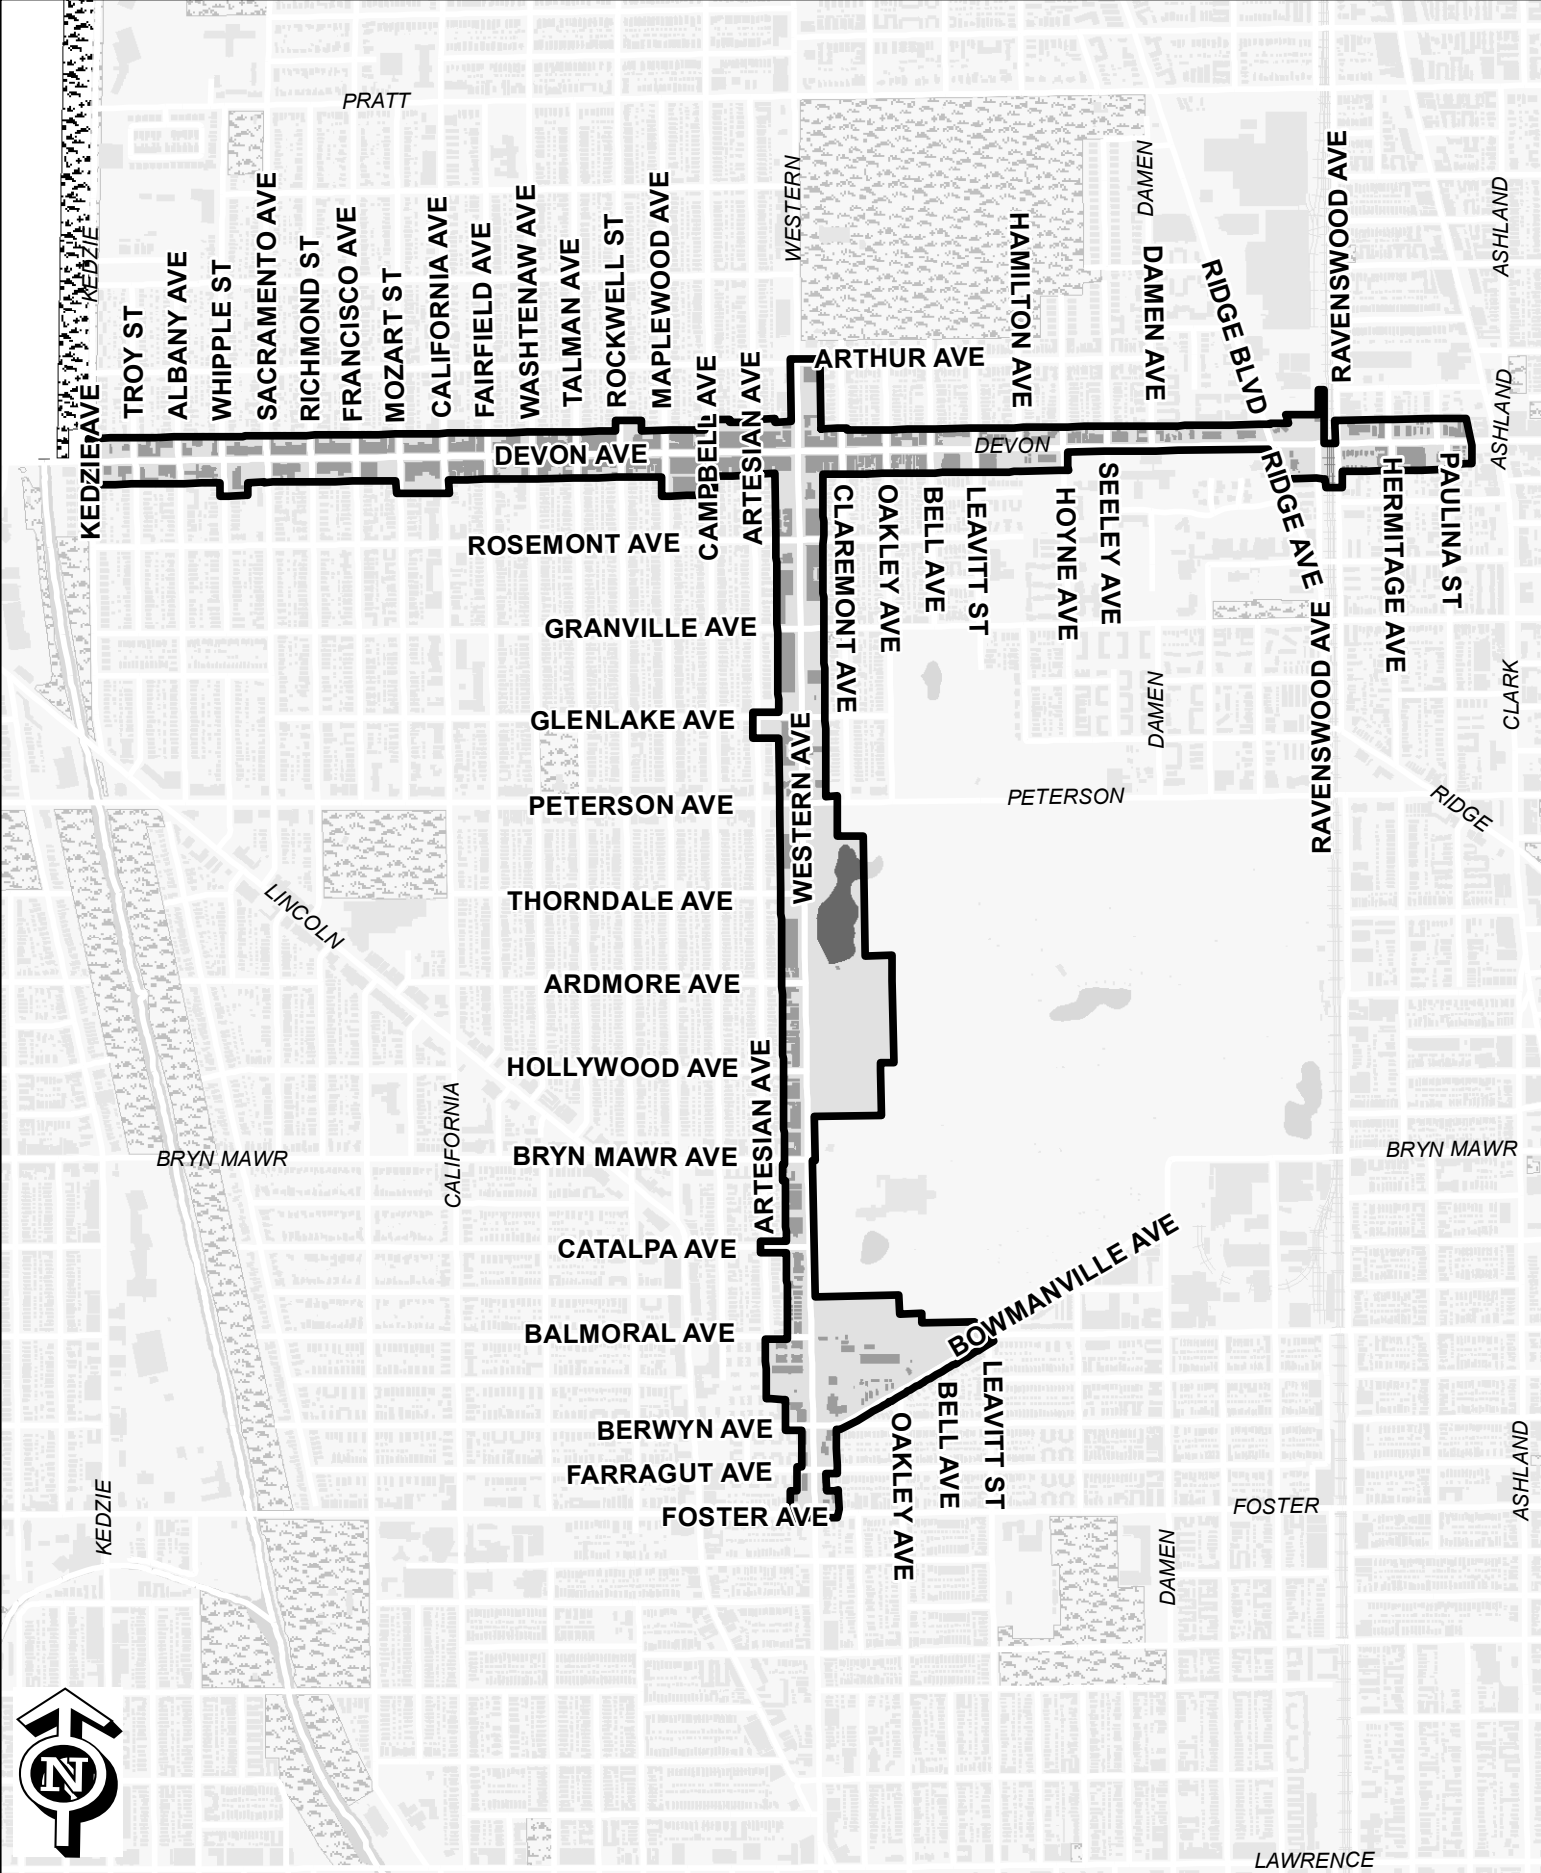 PRATT
KEDZIE
WESTERN
DAMEN
ASHLAND
TROY ST
ALBANY AVE
WHIPPLE ST
SACRAMENTO AVE
RICHMOND ST
FRANCISCO AVE
MOZART ST
CALIFORNIA AVE
FAIRFIELD AVE
WASHTENAW AVE
TALMAN AVE
ROCKWELL ST
MAPLEWOOD AVE
CAMPBELL AVE
ARTESIAN AVE
ARTHUR AVE
HAMILTON AVE
DAMEN AVE
RIDGE BLVD
RAVENSWOOD AVE
ASHLAND
KEDZIE AVE
DEVON AVE
DEVON
ROSEMONT AVE
CLAREMONT AVE
OAKLEY AVE
BELL AVE
LEAVITT ST
HOYNE AVE
SEELEY AVE
RIDGE AVE
HERMITAGE AVE
PAULINA ST
GRANVILLE AVE
DAMEN
RAVENSWOOD AVE
CLARK
GLENLAKE AVE
WESTERN AVE
PETERSON AVE
PETERSON
RIDGE
LINCOLN
THORNDALE AVE
ARDMORE AVE
HOLLYWOOD AVE
ARTESIAN AVE
CALIFORNIA
BRYN MAWR
BRYN MAWR AVE
BRYN MAWR
CATALPA AVE
BOWMANVILLE AVE
BALMORAL AVE
LEAVITT ST
BELL AVE
OAKLEY AVE
BERWYN AVE
FARRAGUT AVE
FOSTER AVE
FOSTER
KEDZIE
DAMEN
ASHLAND
N
LAWRENCE